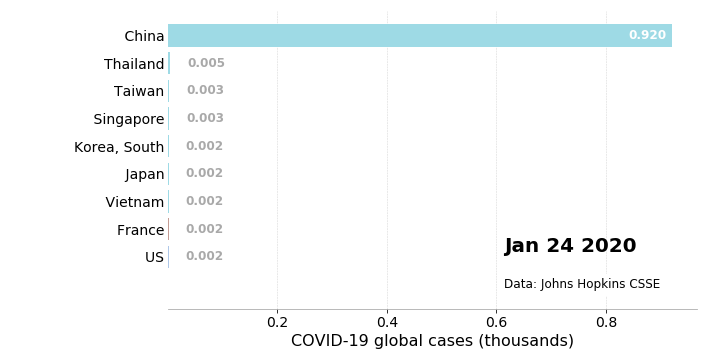 China 0.920
Thailand 0.005
Taiwan 0.003
Singapore 0.003
Korea, South 0.002
Japan 0.002
Vietnam 0.002
France 0.002
US 0.002
Jan 24 2020
Data: Johns Hopkins CSSE
0.2 0.4 0.6 0.8
COVID-19 global cases (thousands)